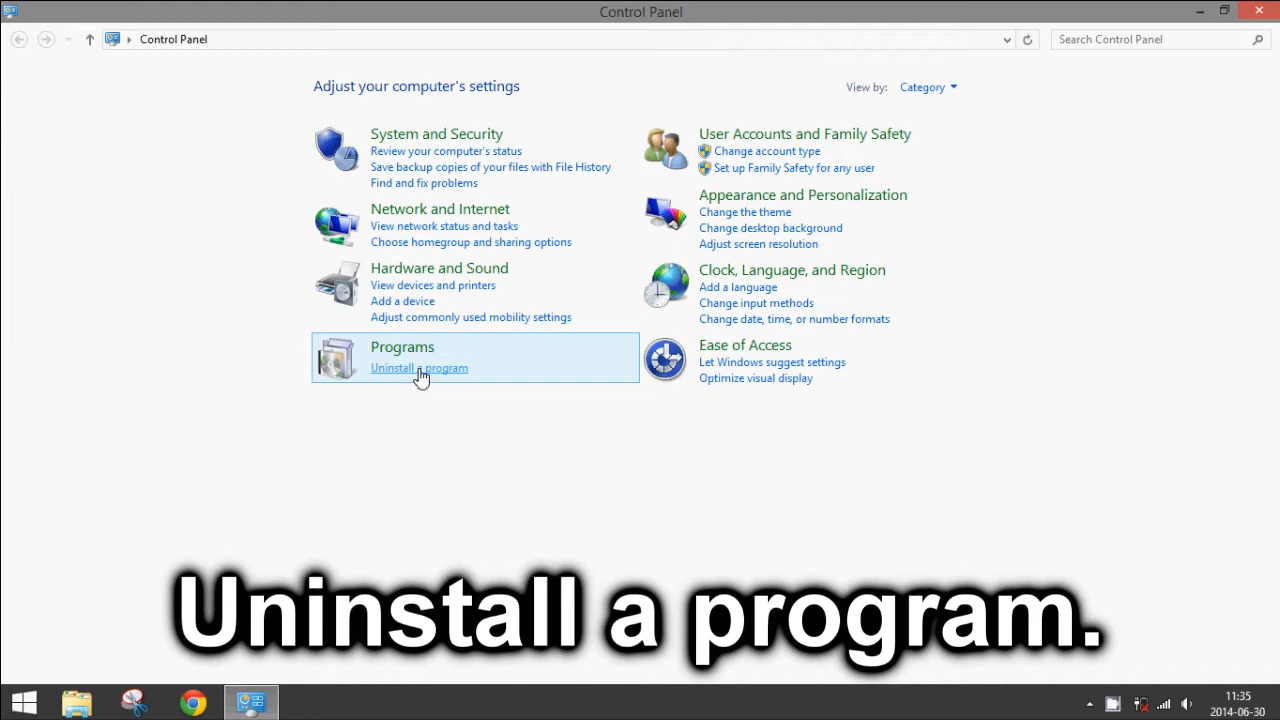 Control Panel
Control Panel
Search Control Panel
Adjust your computer's settings
View by: Category
System and Security
Review your computer's status
Save backup copies of your files with File History
Find and fix problems
Network and Internet
View network status and tasks
Choose homegroup and sharing options
Hardware and Sound
View devices and printers
Add a device
Adjust commonly used mobility settings
Programs
Uninstall a program
User Accounts and Family Safety
Change account type
Set up Family Safety for any user
Appearance and Personalization
Change the theme
Change desktop background
Adjust screen resolution
Clock, Language, and Region
Add a language
Change input methods
Change date, time, or number formats
Ease of Access
Let Windows suggest settings
Optimize visual display
Uninstall a program.
11:35
2014-06-30